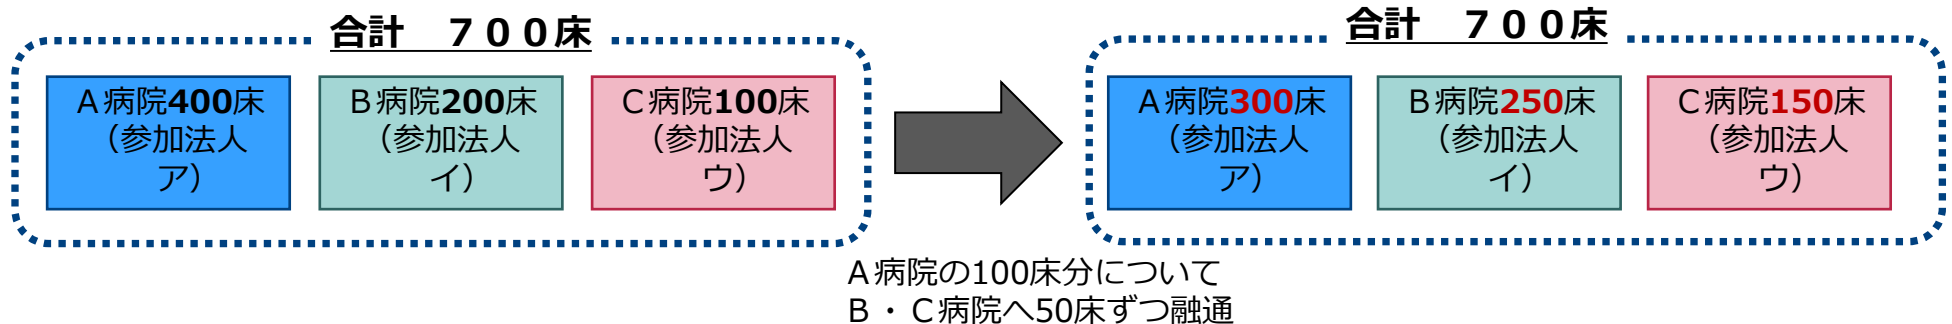 合計　７００床
Ａ病院400床
（参加法人
ア）
Ｂ病院200床
（参加法人
イ）
Ｃ病院100床
（参加法人
ウ）
合計　７００床
Ａ病院300床
（参加法人
ア）
Ｂ病院250床
（参加法人
イ）
Ｃ病院150床
（参加法人
ウ）
Ａ病院の100床分について
Ｂ・Ｃ病院へ50床ずつ融通